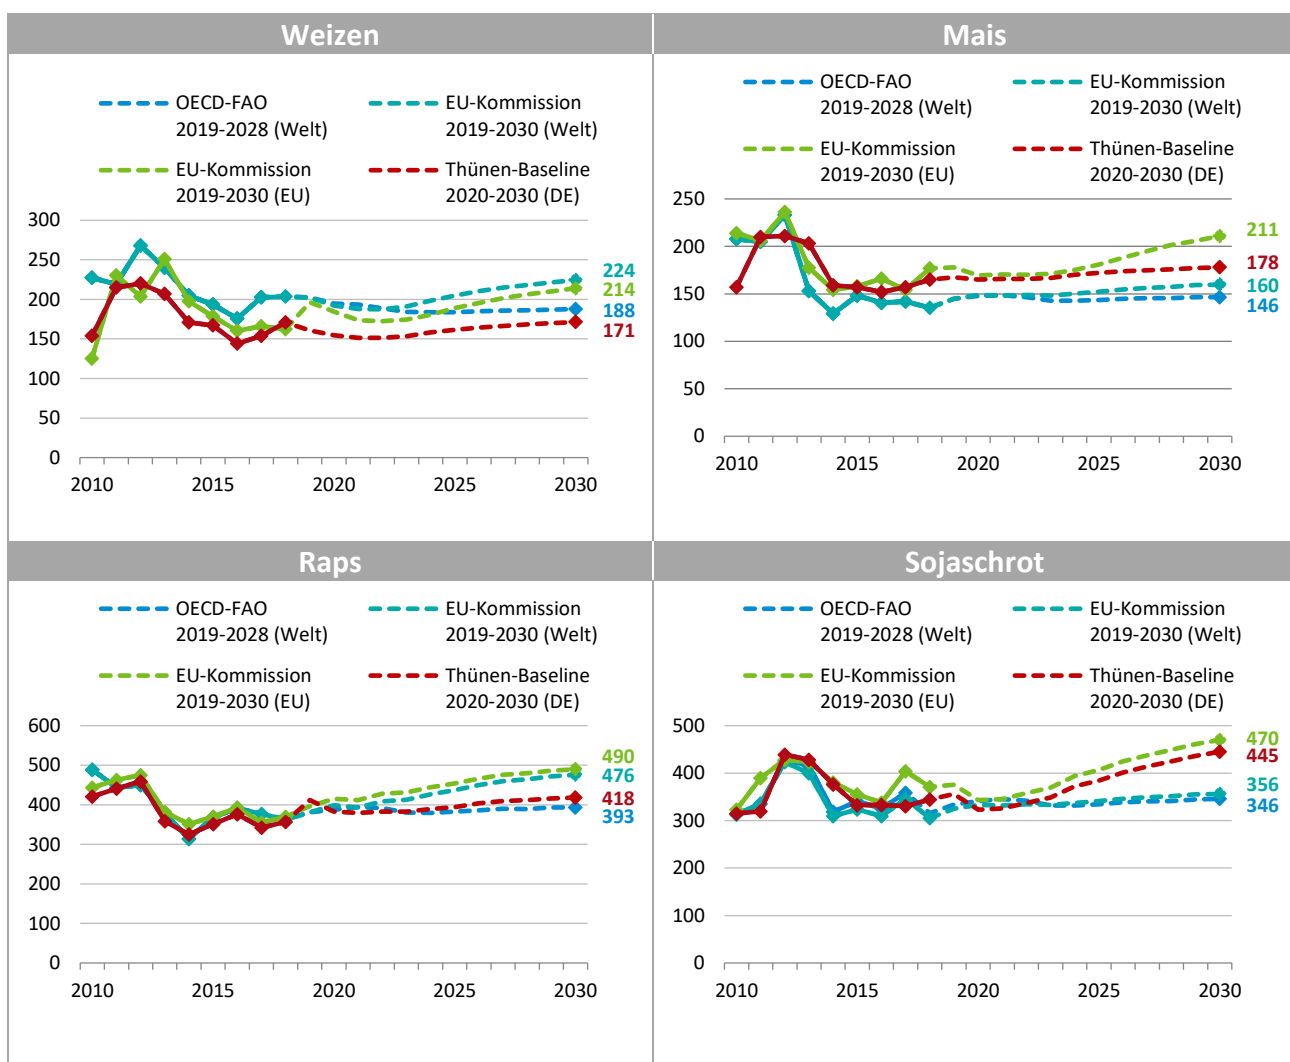 Weizen
OECD-FAO
2019-2028 (Welt)
EU-Kommission
2019-2030 (Welt)
EU-Kommission
2019-2030 (EU)
Thünen-Baseline
2020-2030 (DE)
300
250
200
150
100
50
0
224
214
188
171
2010
2015
2020
2025
2030
Mais
OECD-FAO
2019-2028 (Welt)
EU-Kommission
2019-2030 (Welt)
EU-Kommission
2019-2030 (EU)
Thünen-Baseline
2020-2030 (DE)
250
200
150
100
50
0
211
178
160
146
2010
2015
2020
2025
2030
Raps
OECD-FAO
2019-2028 (Welt)
EU-Kommission
2019-2030 (Welt)
EU-Kommission
2019-2030 (EU)
Thünen-Baseline
2020-2030 (DE)
600
500
400
300
200
100
0
490
476
418
393
2010
2015
2020
2025
2030
Sojaschrot
OECD-FAO
2019-2028 (Welt)
EU-Kommission
2019-2030 (Welt)
EU-Kommission
2019-2030 (EU)
Thünen-Baseline
2020-2030 (DE)
500
400
300
200
100
0
470
445
356
346
2010
2015
2020
2025
2030